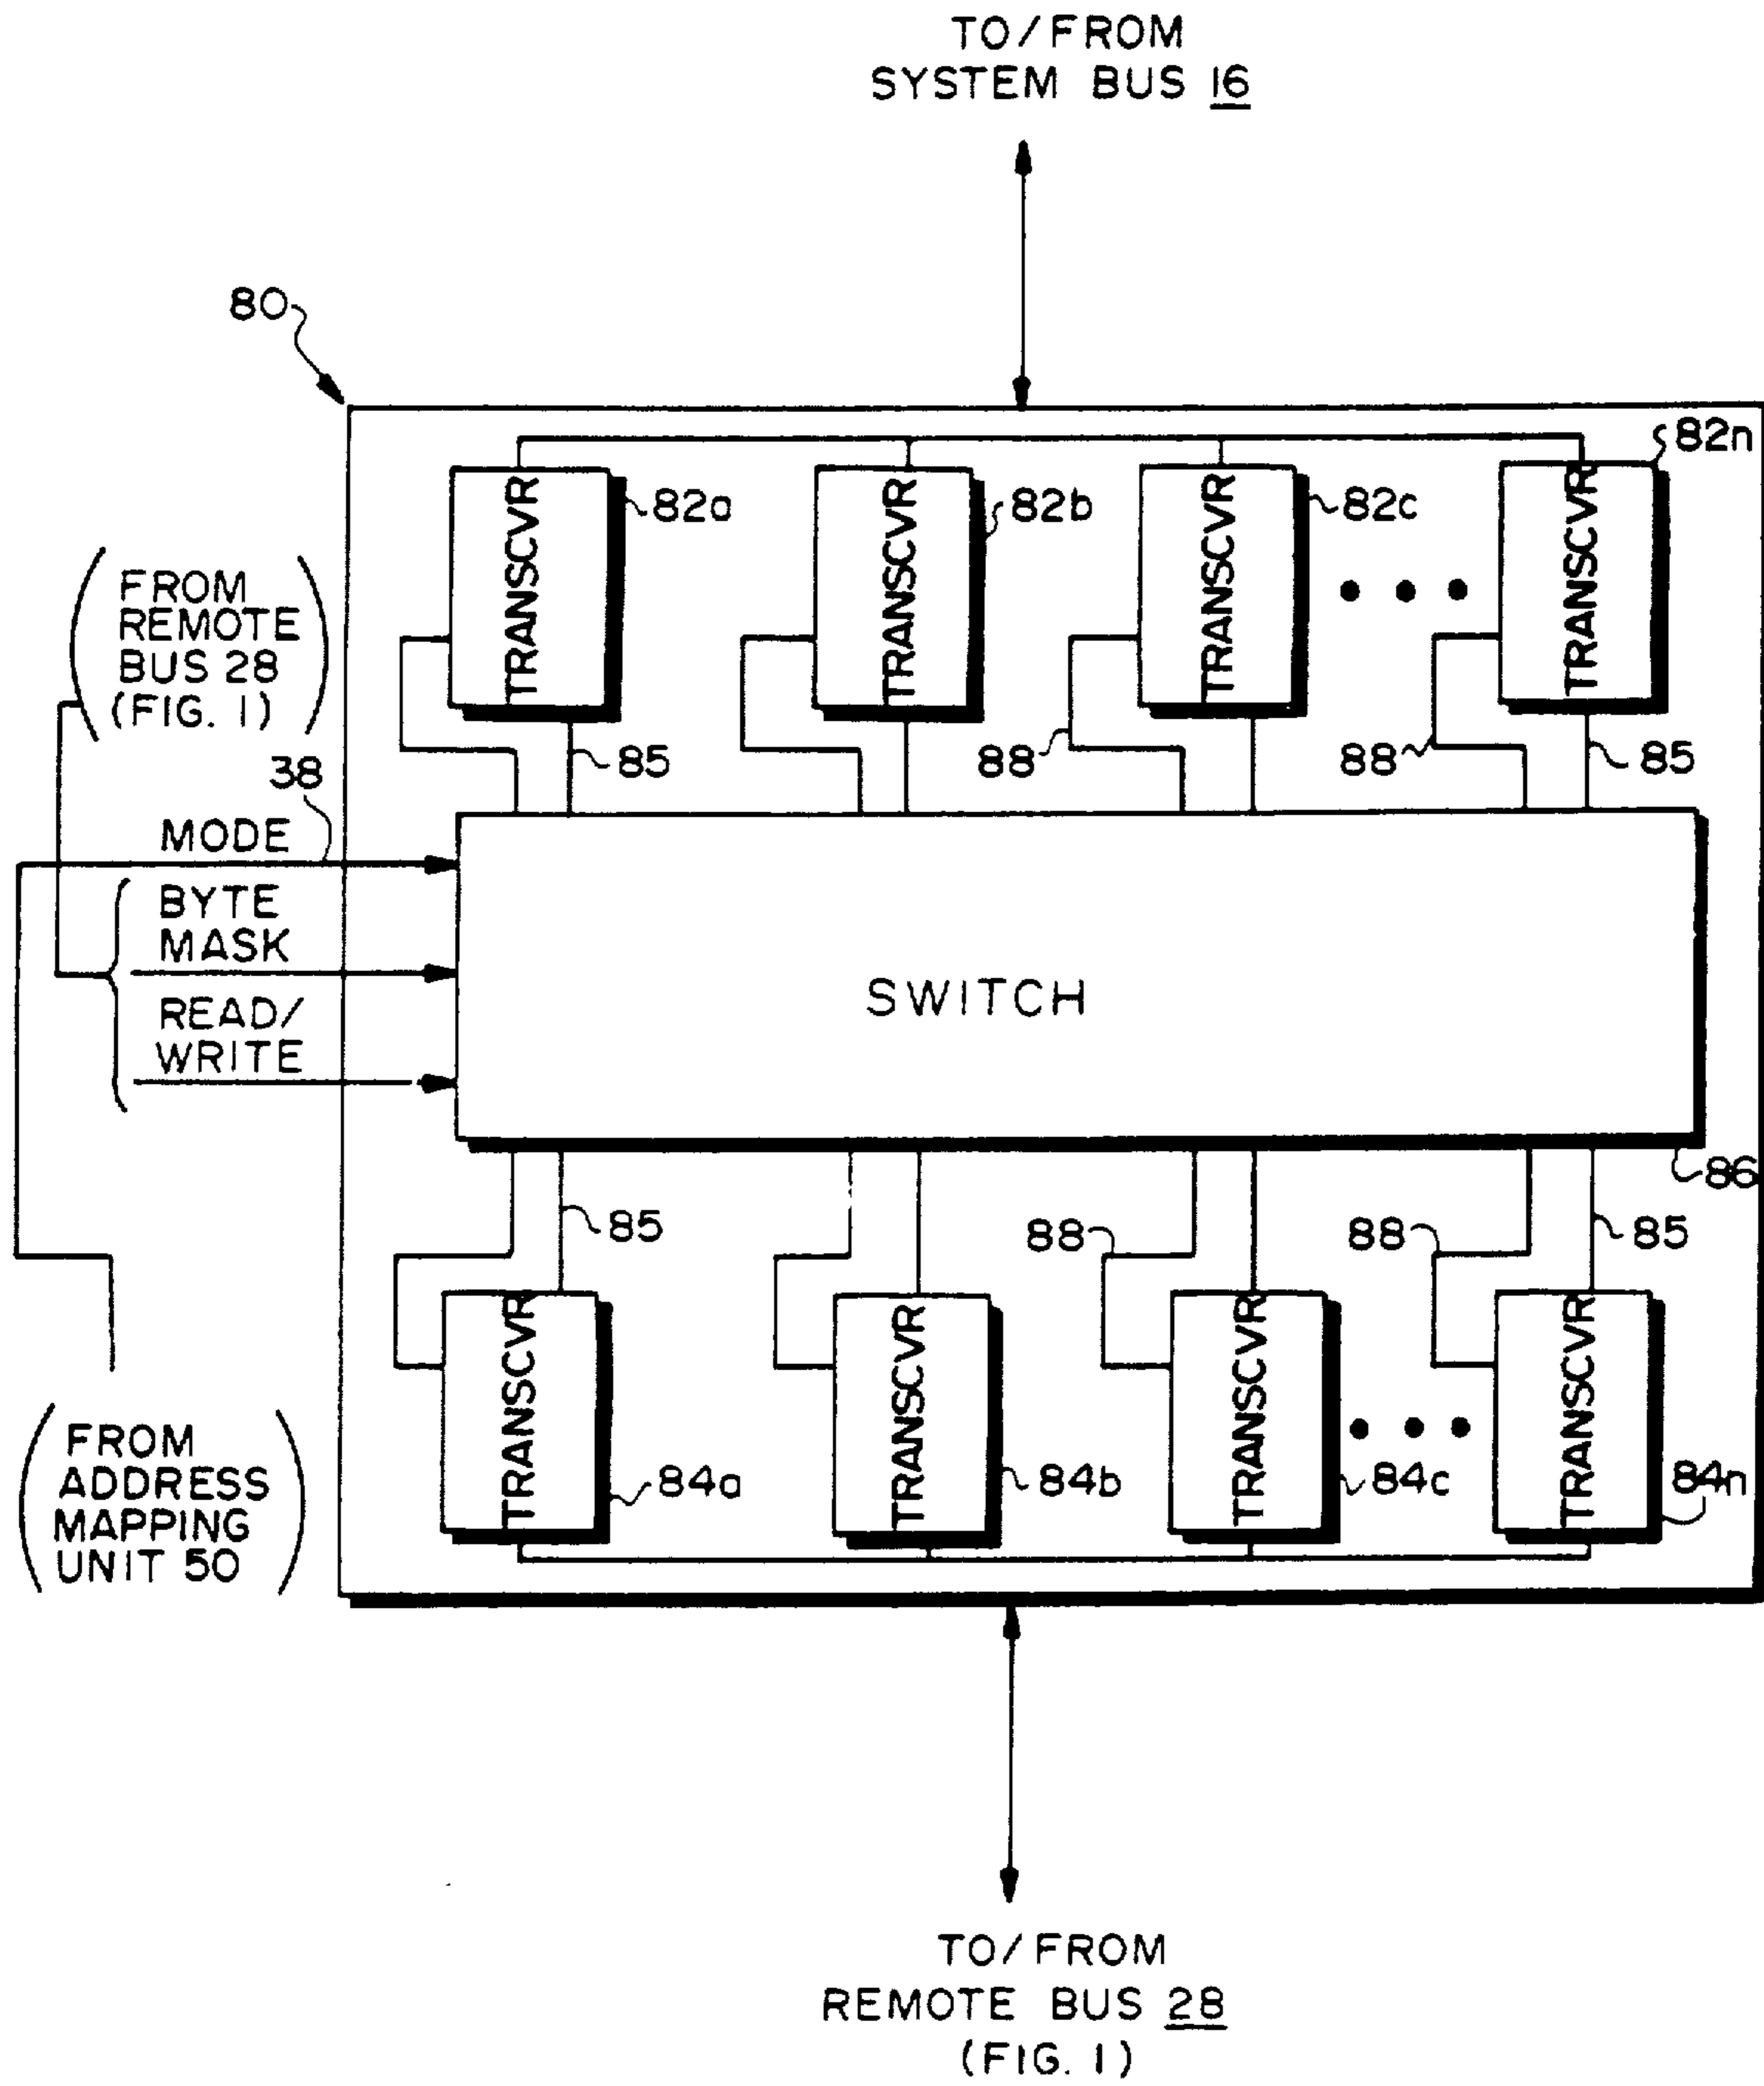 TO/FROM
SYSTEM BUS 16
80
82n
TRANSCVR
82a
TRANSCVR
82b
TRANSCVR
82c
TRANSCVR
(FROM
REMOTE
BUS 28
(FIG. 1))
38
85
88
88
85
MODE
BYTE
MASK
READ/
WRITE
SWITCH
86
85
88
88
85
TRANSCVR
TRANSCVR
TRANSCVR
TRANSCVR
84a
84b
84c
84n
(FROM
ADDRESS
MAPPING
UNIT 50)
TO/FROM
REMOTE BUS 28
(FIG. 1)